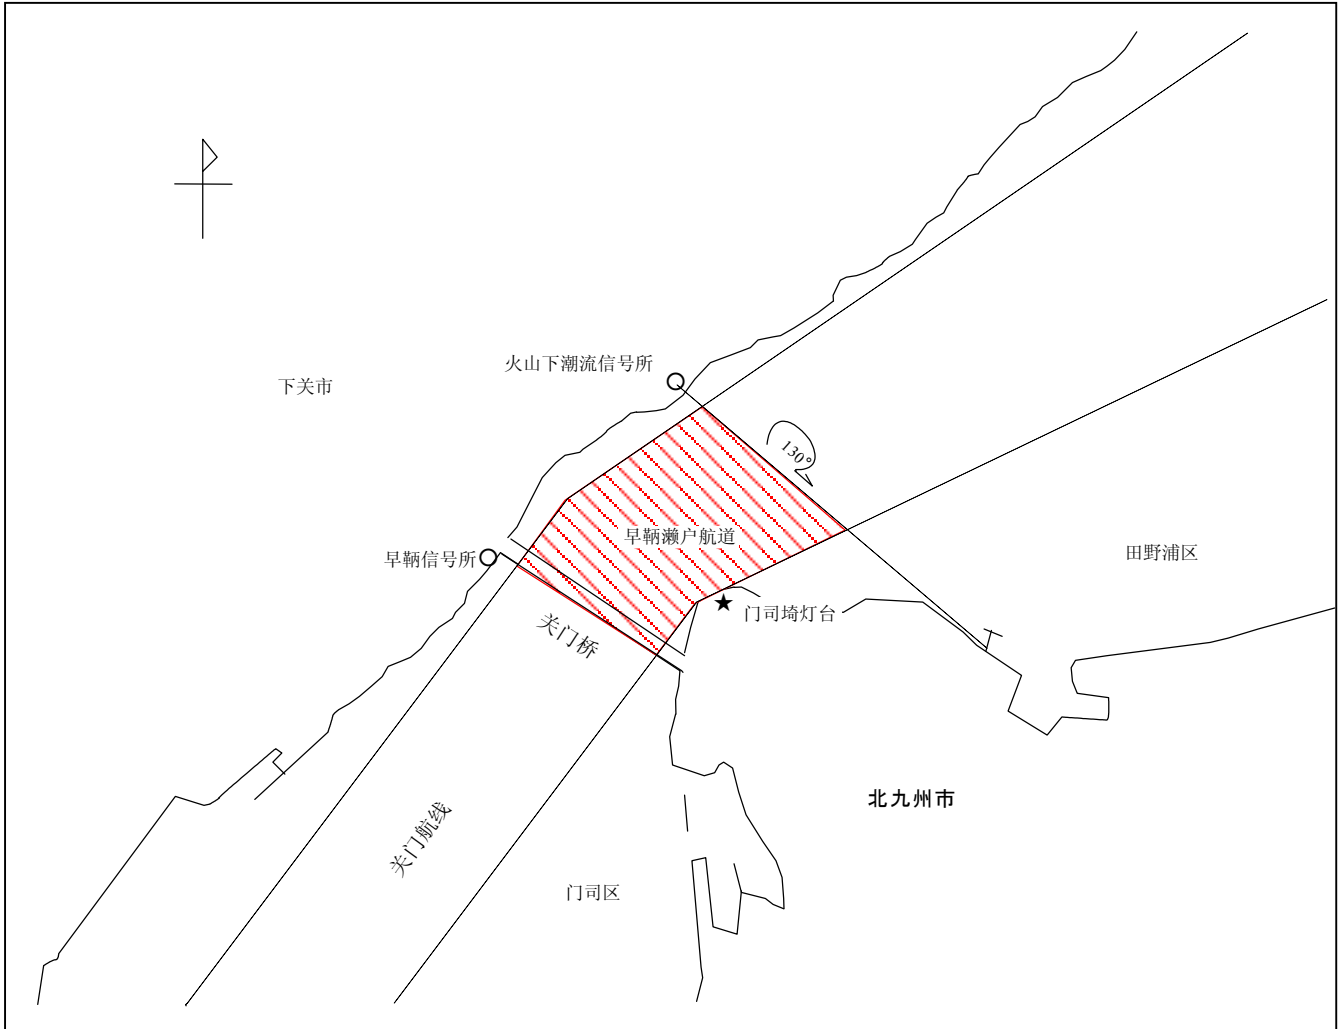 火山下潮流信号所
下关市
130°
早鞆濑户航道
早鞆信号所
田野浦区
门司埼灯台
关门桥
北九州市
关门航线
门司区